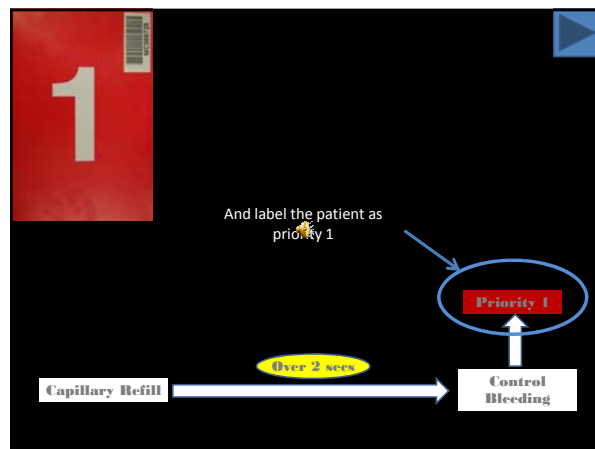 1
And label the patient as
priority 1
Priority 1
Over 2 secs
Capillary Refill
Control
Bleeding